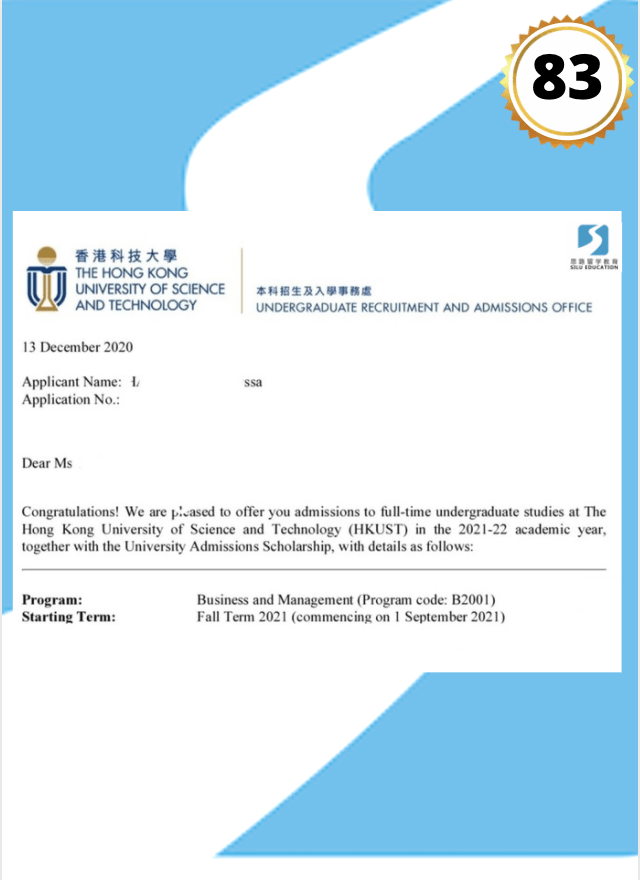 83
香港科技大學
THE HONG KONG
UNIVERSITY OF SCIENCE
AND TECHNOLOGY
本科招生及入學事務處
UNDERGRADUATE RECRUITMENT AND ADMISSIONS OFFICE
思路留学教育
SILU EDUCATION
13 December 2020
Applicant Name: ssa
Application No.:
Dear Ms
Congratulations! We are pleased to offer you admissions to full-time undergraduate studies at The
Hong Kong University of Science and Technology (HKUST) in the 2021-22 academic year,
together with the University Admissions Scholarship, with details as follows:
Program: Business and Management (Program code: B2001)
Starting Term: Fall Term 2021 (commencing on 1 September 2021)